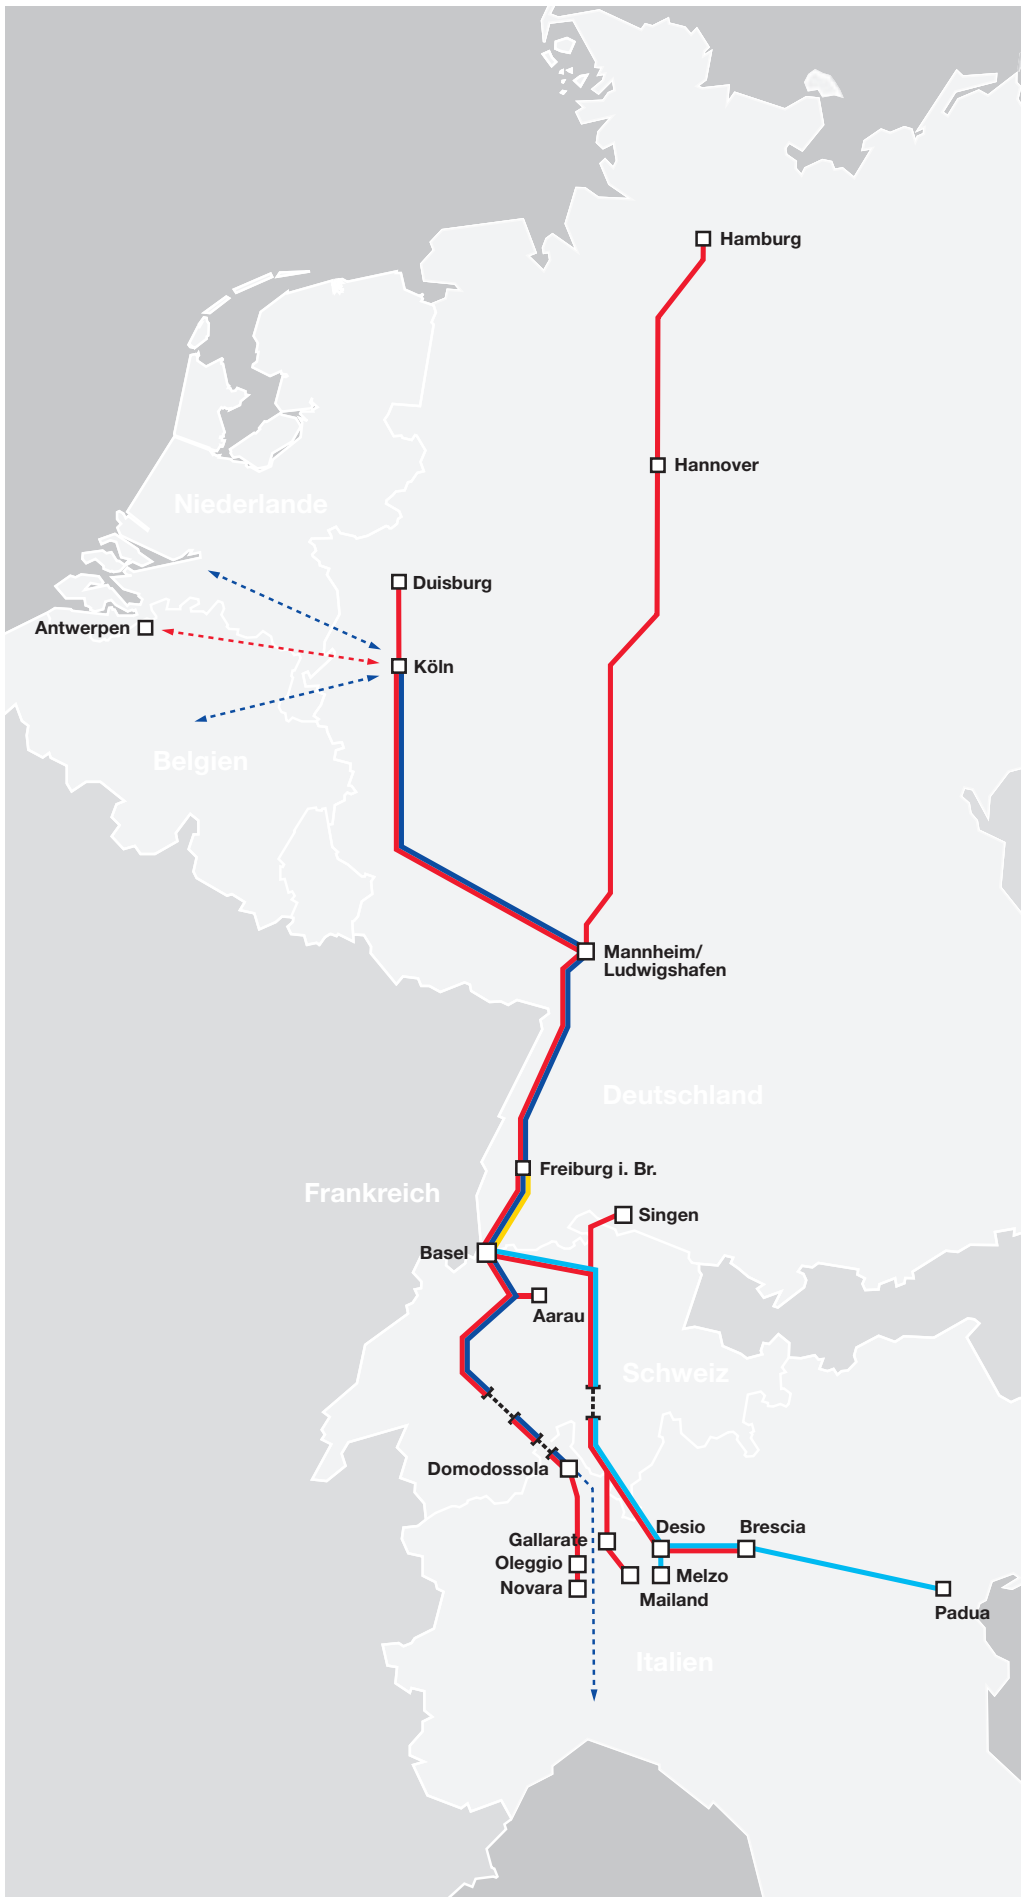 Hamburg
Hannover
Niederlande
Duisburg
Antwerpen
Köln
Belgien
Mannheim/
Ludwigshafen
Deutschland
Freiburg i. Br.
Frankreich
Singen
Basel
Aarau
Schweiz
Domodossola
Desio
Brescia
Gallarate
Oleggio
Melzo
Novara
Mailand
Padua
Italien